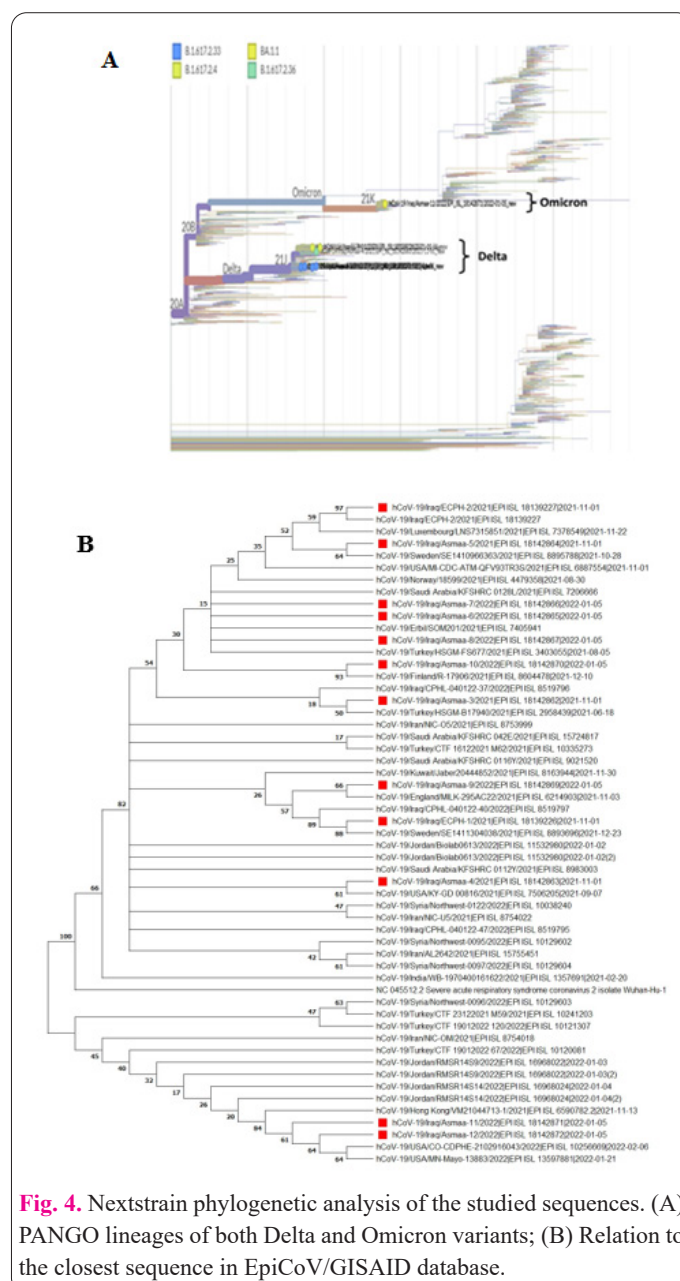 A
B.1.617.2.33
BA.1.1
B.1.617.2.4
B.1.617.2.36
Omicron
21K
Omicron
20B
21J
Delta
Delta
20A
B
97
hCoV-19/Iraq/ECPH-2/2021|EPI ISL 18139227|2021-11-01
59
hCoV-19/Iraq/ECPH-2/2021|EPI ISL 18139227
52
hCoV-19/Luxembourg/LNS7315851/2021|EPI ISL 7378549|2021-11-22
35
hCoV-19/Iraq/Asmaa-5/2021|EPI ISL 18142864|2021-11-01
64
hCoV-19/Sweden/SE1410966363/2021|EPI ISL 8895788|2021-10-28
25
hCoV-19/USA/MI-CDC-ATM-QFV93TR3S/2021|EPI ISL 6887554|2021-11-01
hCoV-19/Norway/18599/2021|EPI ISL 4479358|2021-08-30
hCoV-19/Saudi Arabia/KFSHRC 0128L/2021|EPI ISL 7206666
15
hCoV-19/Iraq/Asmaa-7/2022|EPI ISL 18142866|2022-01-05
hCoV-19/Iraq/Asmaa-6/2022|EPI ISL 18142865|2022-01-05
hCoV-19/Erbil/SOM201/2021|EPI ISL 7405941
30
hCoV-19/Iraq/Asmaa-8/2022|EPI ISL 18142867|2022-01-05
hCoV-19/Turkey/HSGM-FS677/2021|EPI ISL 3403055|2021-08-05
54
hCoV-19/Iraq/Asmaa-10/2022|EPI ISL 18142870|2022-01-05
93
hCoV-19/Finland/R-17906/2021|EPI ISL 8604478|2021-12-10
hCoV-19/Iraq/CPHL-040122-37/2022|EPI ISL 8519796
18
hCoV-19/Iraq/Asmaa-3/2021|EPI ISL 18142862|2021-11-01
50
hCoV-19/Turkey/HSGM-B17940/2021|EPI ISL 2958439|2021-06-18
hCoV-19/Iran/NIC-O5/2021|EPI ISL 8753999
17
hCoV-19/Saudi Arabia/KFSHRC 042E/2021|EPI ISL 15724817
hCoV-19/Turkey/CTF 16122021 M62/2021|EPI ISL 10335273
hCoV-19/Saudi Arabia/KFSHRC 0116Y/2021|EPI ISL 9021520
82
hCoV-19/Kuwait/Jaber20444852/2021|EPI ISL 8163944|2021-11-30
26
66
hCoV-19/Iraq/Asmaa-9/2022|EPI ISL 18142869|2022-01-05
hCoV-19/England/MILK-295AC22/2021|EPI ISL 6214903|2021-11-03
57
hCoV-19/Iraq/CPHL-040122-40/2022|EPI ISL 8519797
89
hCoV-19/Iraq/ECPH-1/2021|EPI ISL 18139226|2021-11-01
88
hCoV-19/Sweden/SE1411304038/2021|EPI ISL 8893696|2021-12-23
hCoV-19/Jordan/Biolab0613/2022|EPI ISL 11532980|2022-01-02
hCoV-19/Jordan/Biolab0613/2022|EPI ISL 11532980|2022-01-02(2)
66
hCoV-19/Saudi Arabia/KFSHRC 0112Y/2021|EPI ISL 8983003
hCoV-19/Iraq/Asmaa-4/2021|EPI ISL 18142863|2021-11-01
61
hCoV-19/USA/KY-GD 00816/2021|EPI ISL 7506205|2021-09-07
47
hCoV-19/Syria/Northwest-0122/2022|EPI ISL 10038240
hCoV-19/Iran/NIC-U5/2021|EPI ISL 8754022
100
hCoV-19/Iraq/CPHL-040122-47/2022|EPI ISL 8519795
hCoV-19/Syria/Northwest-0095/2022|EPI ISL 10129602
42
hCoV-19/Iran/AL2642/2021|EPI ISL 15755451
61
hCoV-19/Syria/Northwest-0097/2022|EPI ISL 10129604
hCoV-19/India/WB-1970400161622/2021|EPI ISL 1357691|2021-02-20
NC 045512.2 Severe acute respiratory syndrome coronavirus 2 isolate Wuhan-Hu-1
63
hCoV-19/Syria/Northwest-0096/2022|EPI ISL 10129603
47
hCoV-19/Turkey/CTF 23122021 M59/2021|EPI ISL 10241203
hCoV-19/Turkey/CTF 19012022 120/2022|EPI ISL 10121307
hCoV-19/Iran/NIC-OM/2021|EPI ISL 8754018
45
hCoV-19/Turkey/CTF 19012022 67/2022|EPI ISL 10120081
40
hCoV-19/Jordan/RMSR14S9/2022|EPI ISL 16968022|2022-01-03
32
hCoV-19/Jordan/RMSR14S9/2022|EPI ISL 16968022|2022-01-03(2)
17
hCoV-19/Jordan/RMSR14S14/2022|EPI ISL 16968024|2022-01-04
26
hCoV-19/Jordan/RMSR14S14/2022|EPI ISL 16968024|2022-01-04(2)
20
hCoV-19/Hong Kong/VM21044713-1/2021|EPI ISL 6590782.2|2021-11-13
84
hCoV-19/Iraq/Asmaa-11/2022|EPI ISL 18142871|2022-01-05
61
hCoV-19/Iraq/Asmaa-12/2022|EPI ISL 18142872|2022-01-05
64
hCoV-19/USA/CO-CDPHE-2102916043/2022|EPI ISL 10256669|2022-02-06
64
hCoV-19/USA/MN-Mayo-13883/2022|EPI ISL 13597881|2022-01-21
Fig. 4. Nextstrain phylogenetic analysis of the studied sequences. (A)
PANGO lineages of both Delta and Omicron variants; (B) Relation to
the closest sequence in EpiCoV/GISAID database.